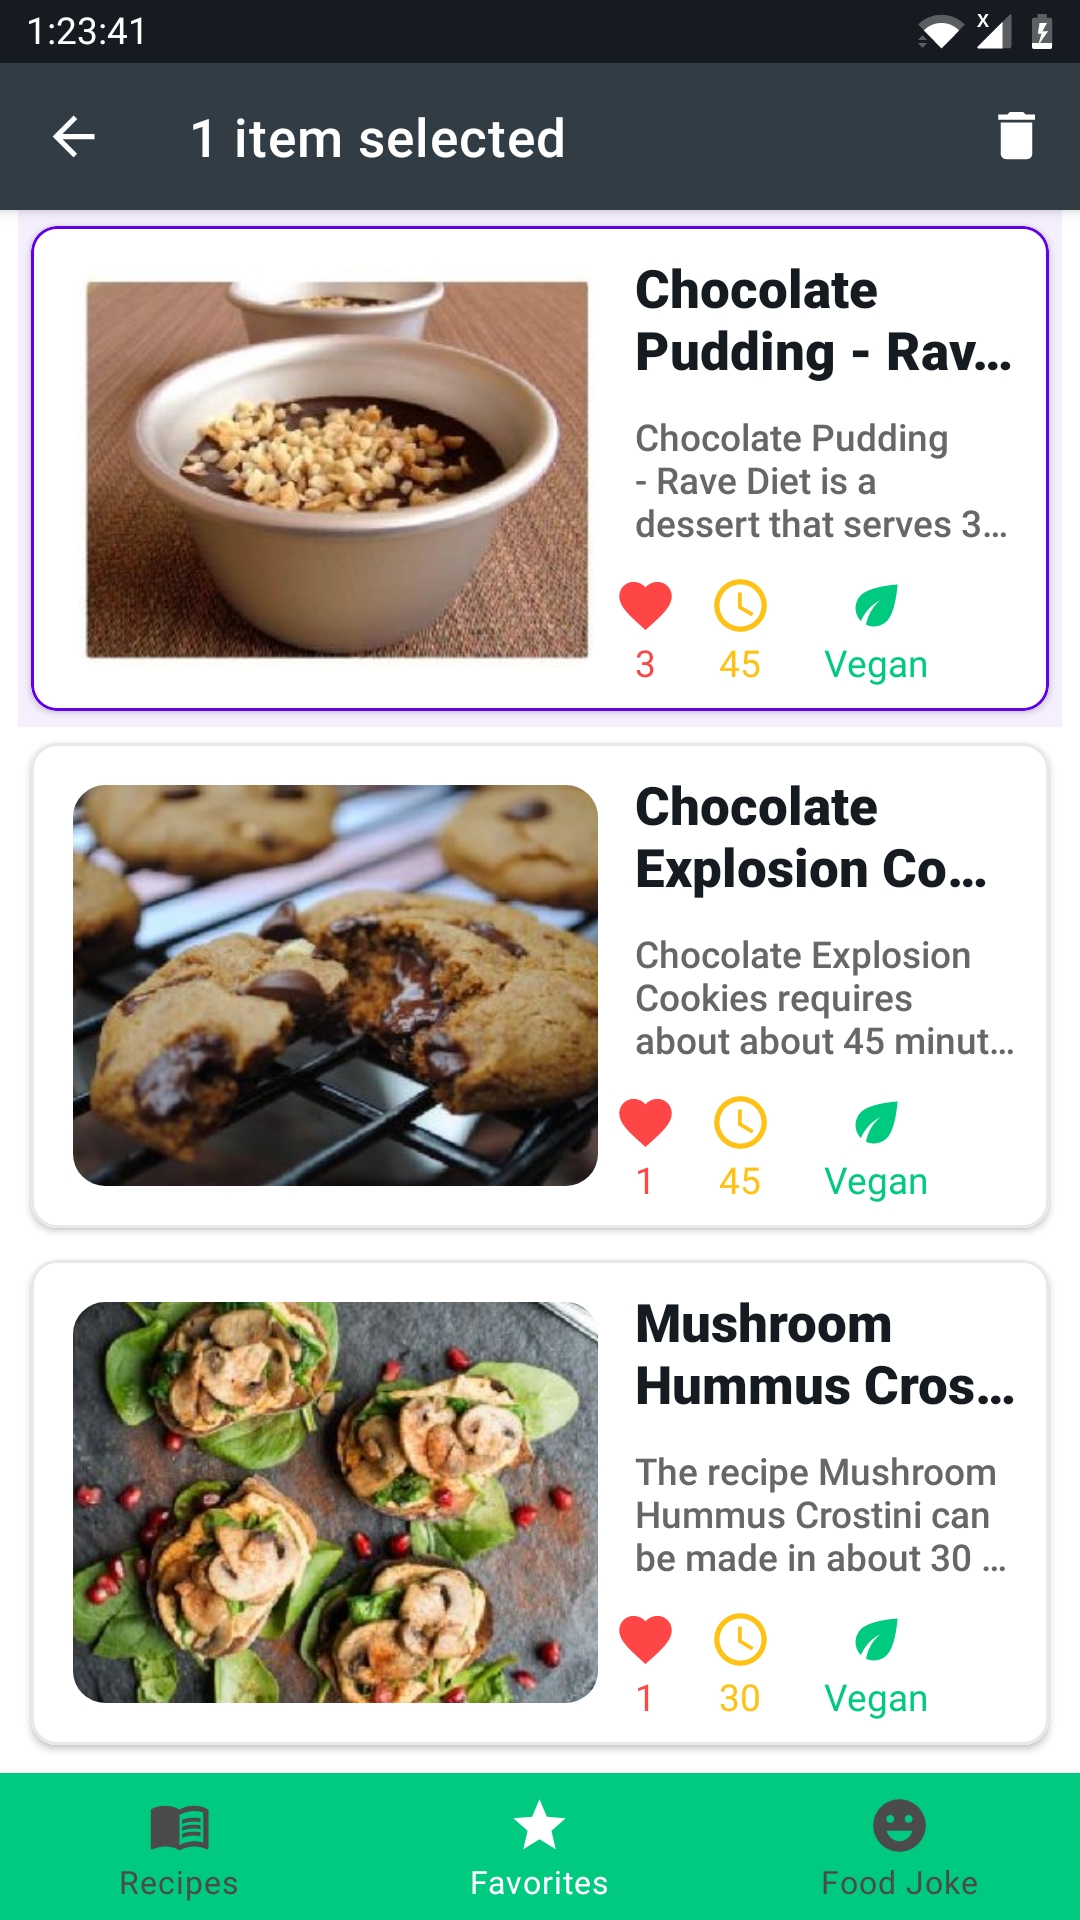 1:23:41
X
1 item selected
Chocolate
Pudding - Rav...
Chocolate Pudding
- Rave Diet is a
dessert that serves 3...
3
45
Vegan
Chocolate
Explosion Co...
Chocolate Explosion
Cookies requires
about about 45 minut...
1
45
Vegan
Mushroom
Hummus Cros...
The recipe Mushroom
Hummus Crostini can
be made in about 30 ...
1
30
Vegan
Recipes
Favorites
Food Joke